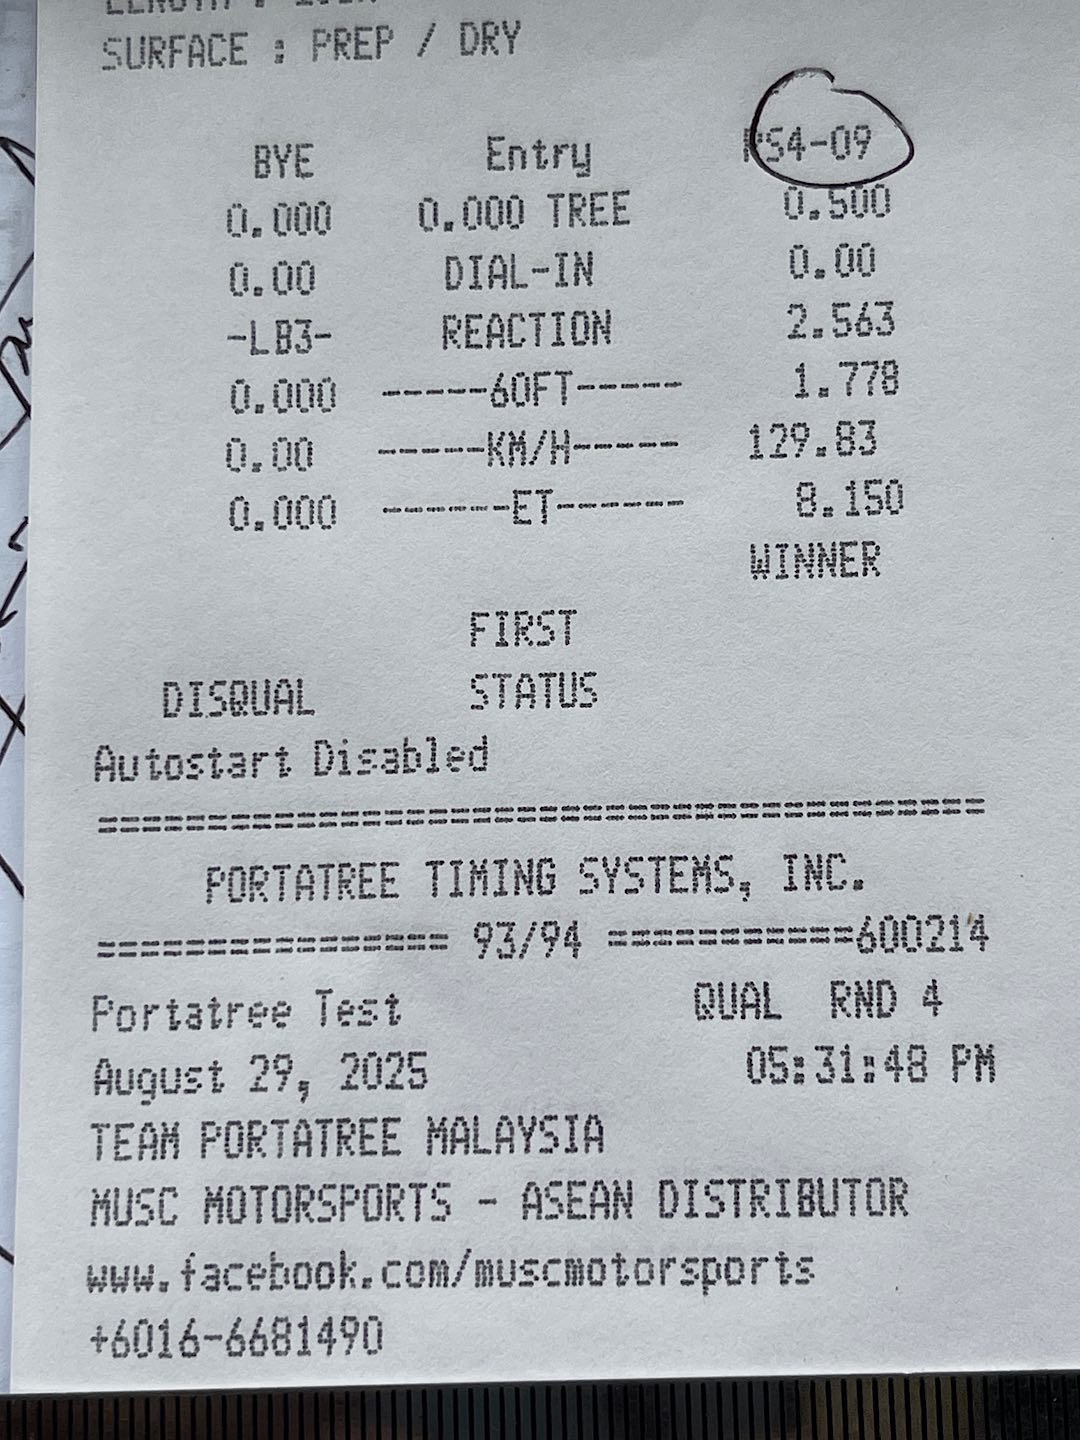 SURFACE : PREP / DRY
BYE Entry PS4-09
0.000 0.000 TREE 0.500
0.00 DIAL-IN 0.00
-LB3- REACTION 2.563
0.000 -----60FT----- 1.778
0.00 -----KM/H----- 129.83
0.000 ------ET------ 8.150
WINNER
FIRST
DISQUAL STATUS
Autostart Disabled
=========================================
PORTATREE TIMING SYSTEMS, INC.
================ 93/94 ===========600214
Portatree Test QUAL RND 4
August 29, 2025 05:31:48 PM
TEAM PORTATREE MALAYSIA
MUSC MOTORSPORTS - ASEAN DISTRIBUTOR
www.facebook.com/muscmotorsports
+6016-6681490